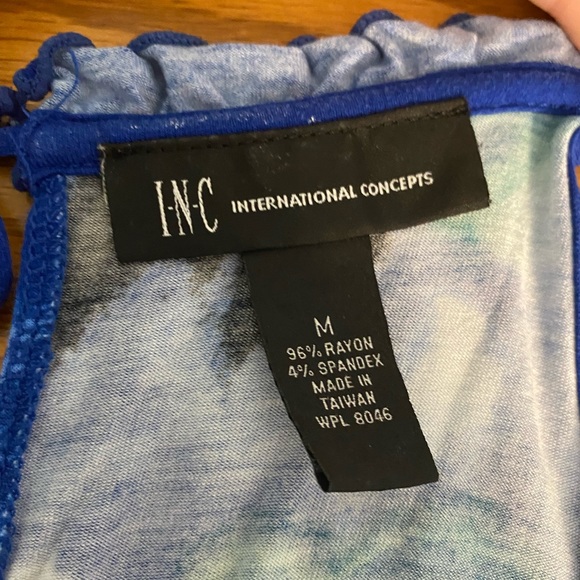 I·N·C INTERNATIONAL CONCEPTS
M
96% RAYON
4% SPANDEX
MADE IN
TAIWAN
WPL 8046